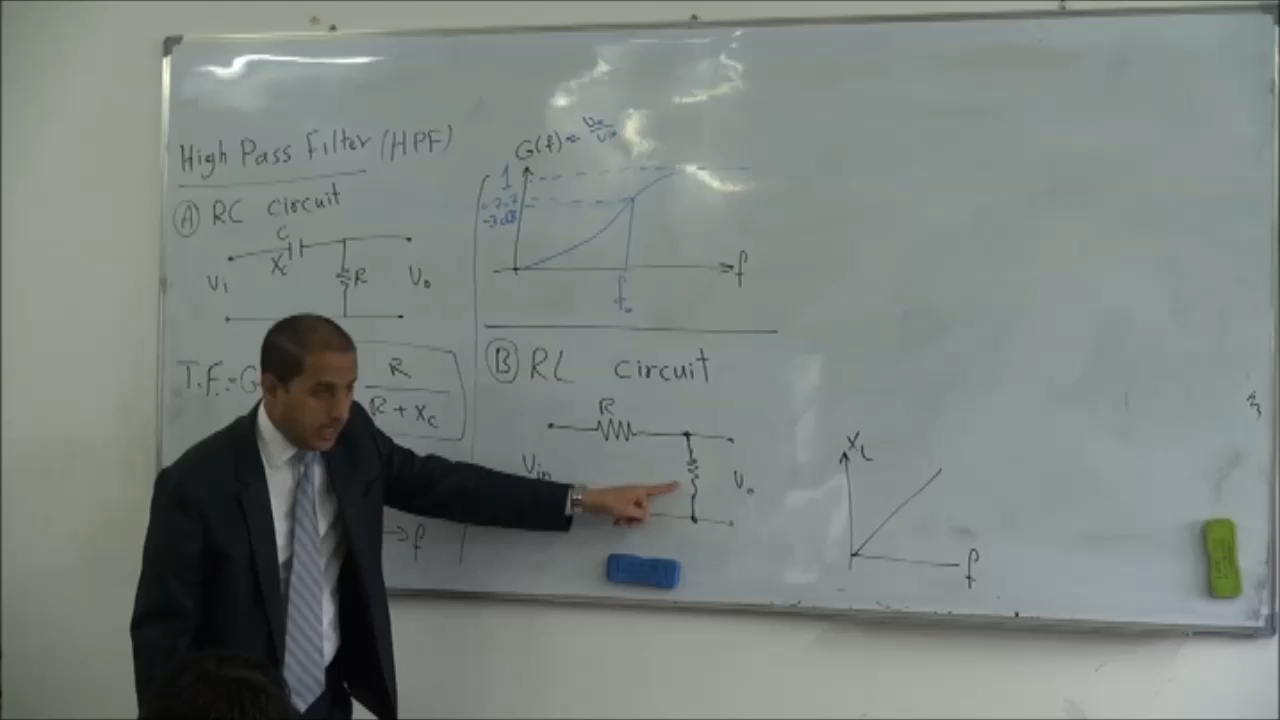 High Pass Filter (HPF)
A RC circuit
C
Xc
Vi
R
Vo
T.F. = G
R
R + Xc
f
G(f) = Vo/Vin
1
0.707
-3dB
f
fo
B RL circuit
R
Vin
Vo
XL
f